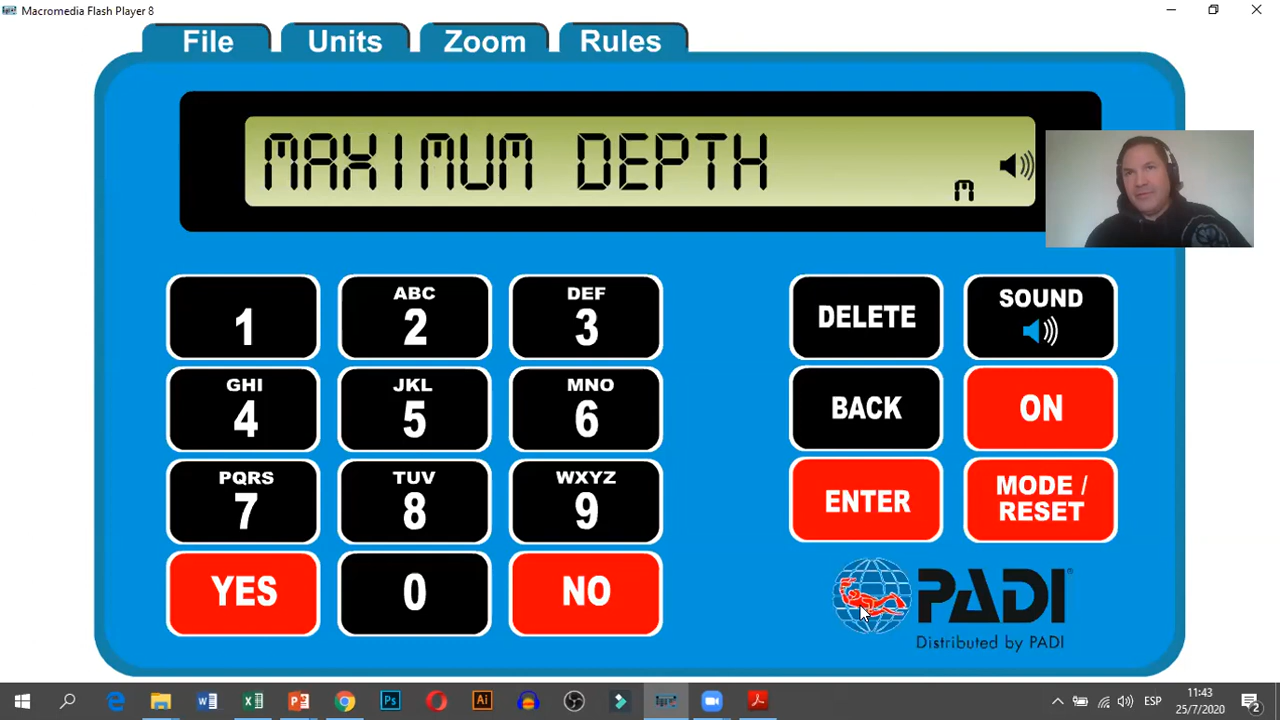 Macromedia Flash Player 8
File Units Zoom Rules
MAXIMUM DEPTH
M
1
ABC
2
DEF
3
DELETE
SOUND
GHI
4
JKL
5
MNO
6
BACK
ON
PQRS
7
TUV
8
WXYZ
9
ENTER
MODE /
RESET
YES
0
NO
PADI
Distributed by PADI
ESP
11:43
25/7/2020
2